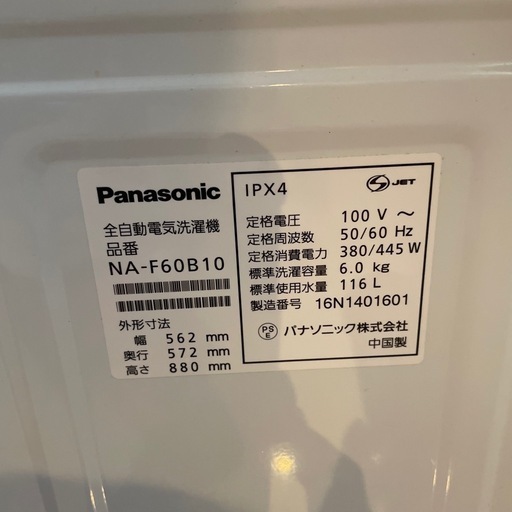 Panasonic
全自動電気洗濯機
品番
NA-F60B10
外形寸法
幅 562 mm
奥行 572 mm
高さ 880 mm
IPX4
S JET
定格電圧 100 V ～
定格周波数 50/60 Hz
定格消費電力 380/445 W
標準洗濯容量 6.0 kg
標準使用水量 116 L
製造番号 16N1401601
PS E パナソニック株式会社
中国製